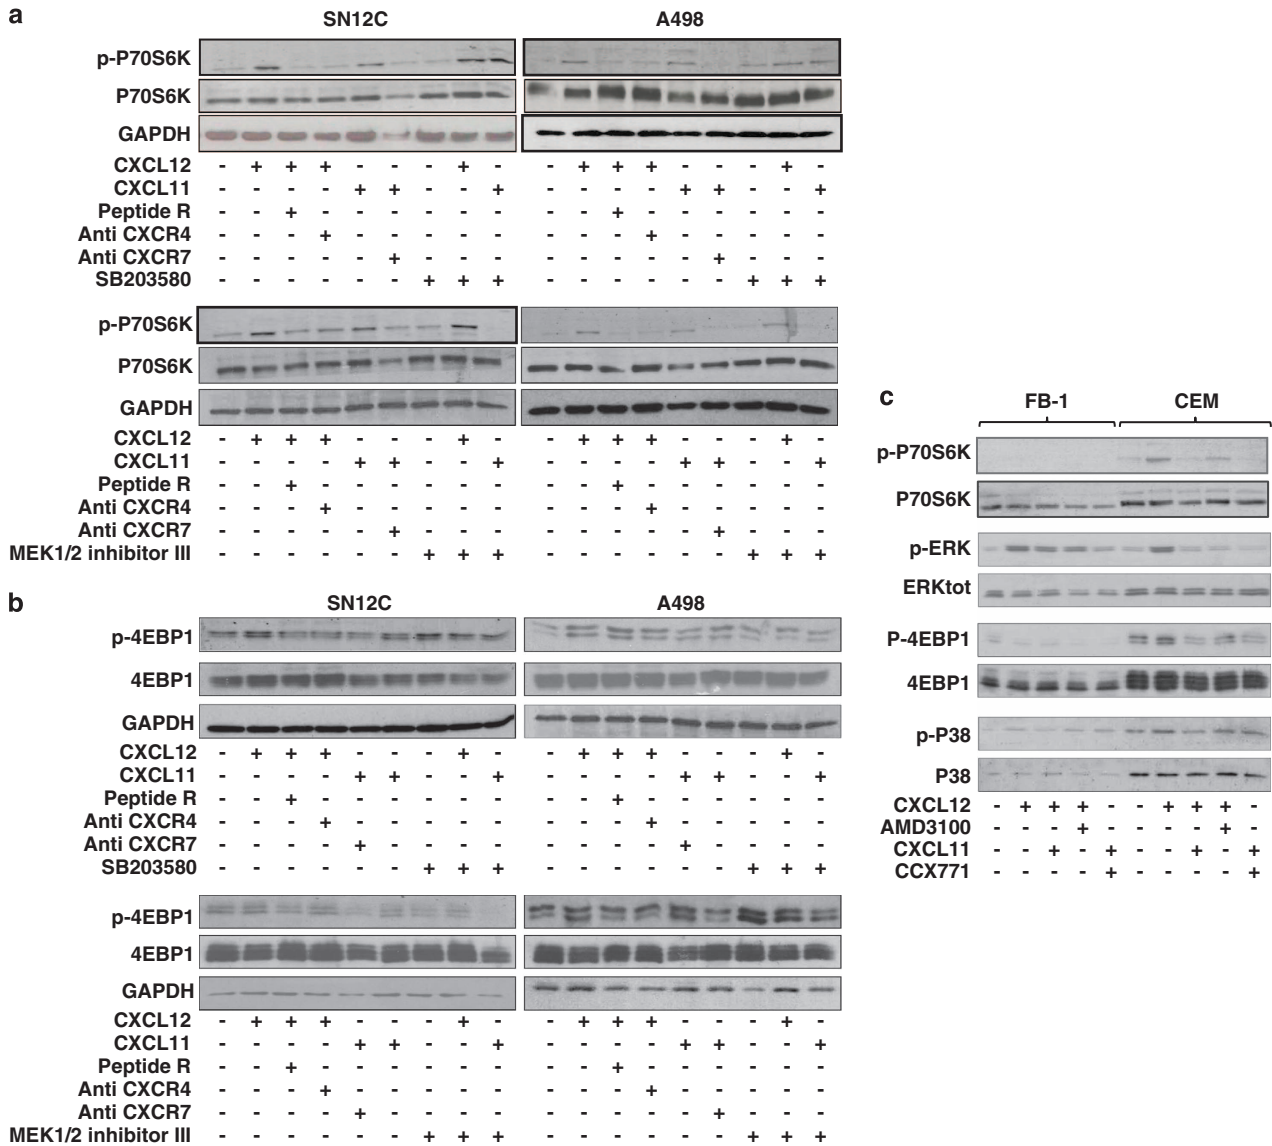 a
SN12C A498
p-P70S6K
P70S6K
GAPDH
CXCL12 - + + + - - - + - - + + + - - - + -
CXCL11 - - - - + + - - + - - - - + + - - +
Peptide R - - + - - - - - - - - + - - - - - -
Anti CXCR4 - - - + - - - - - - - - + - - - - -
Anti CXCR7 - - - - - + - - - - - - - - + - - -
SB203580 - - - - - - + + + - - - - - - + + +
p-P70S6K
P70S6K
GAPDH
CXCL12 - + + + - - - + - - + + + - - - + -
CXCL11 - - - - + + - - + - - - - + + - - +
Peptide R - - + - - - - - - - - + - - - - - -
Anti CXCR4 - - - + - - - - - - - - + - - - - -
Anti CXCR7 - - - - - + - - - - - - - - + - - -
MEK1/2 inhibitor III - - - - - - + + + - - - - - - + + +
b
SN12C A498
p-4EBP1
4EBP1
GAPDH
CXCL12 - + + + - - - + - - + + + - - - + -
CXCL11 - - - - + + - - + - - - - + + - - +
Peptide R - - + - - - - - - - - + - - - - - -
Anti CXCR4 - - - + - - - - - - - - + - - - - -
Anti CXCR7 - - - - + - - - - - - - - + - - - -
SB203580 - - - - - - + + + - - - - - - + + +
p-4EBP1
4EBP1
GAPDH
CXCL12 - + + + - - - + - - + + + - - - + -
CXCL11 - - - - + + - - + - - - - + + - - +
Peptide R - - + - - - - - - - - + - - - - - -
Anti CXCR4 - - - + - - - - - - - - + - - - - -
Anti CXCR7 - - - - + - - - - - - - - - + - - -
MEK1/2 inhibitor III - - - - - - + + + - - - - - - + + +
c
FB-1 CEM
p-P70S6K
P70S6K
p-ERK
ERKtot
P-4EBP1
4EBP1
p-P38
P38
CXCL12 - + + + - - + + + -
AMD3100 - - - + - - - - + -
CXCL11 - - + - + - - + - +
CCX771 - - - - + - - - - +